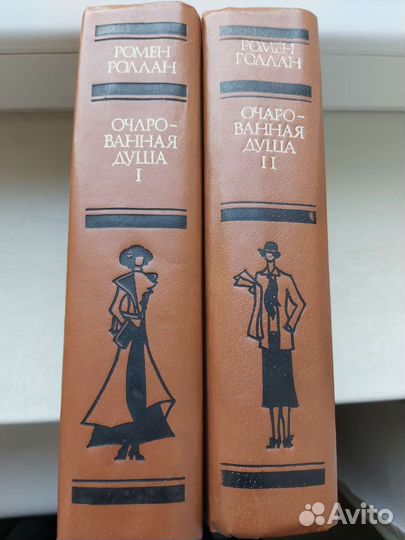 РОМЕН
РОЛЛАН
ОЧАРО-
ВАННАЯ
ДУША
I
РОМЕН
РОЛЛАН
ОЧАРО-
ВАННАЯ
ДУША
II
Avito